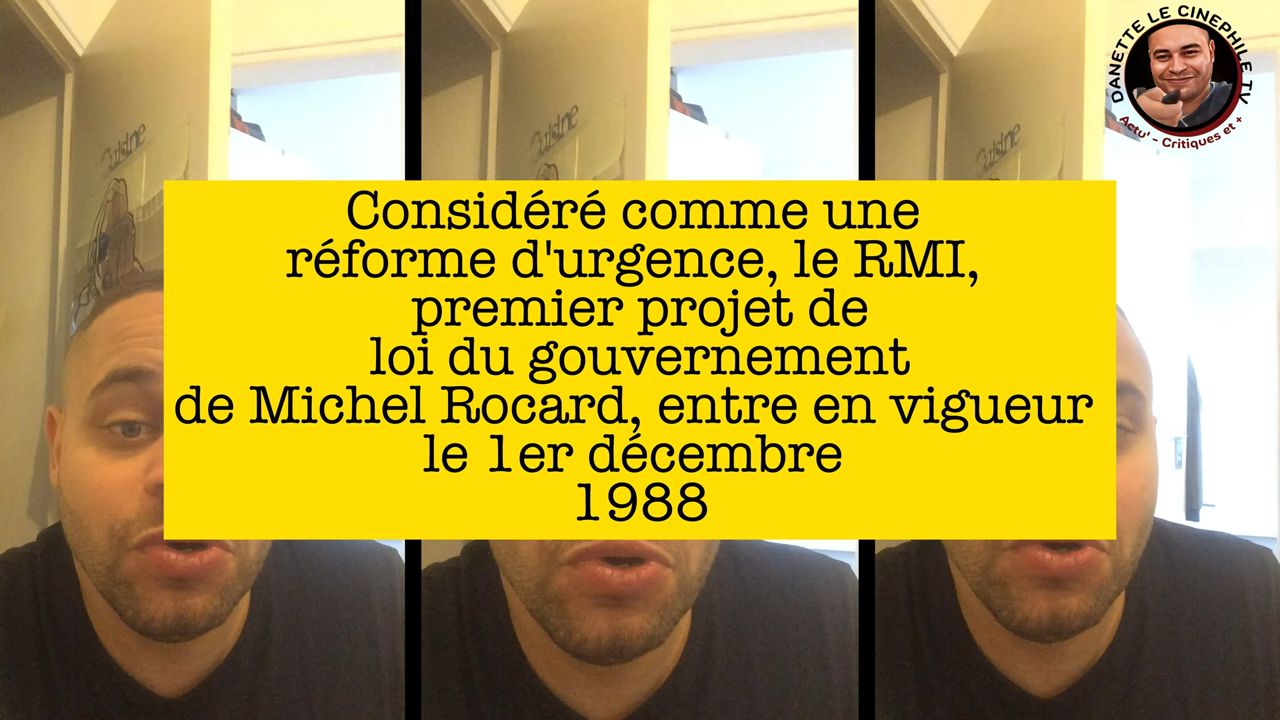 DANETTE LE CINEPHILE TV
Actu' - Critiques et +
Cuisine
Cuisine
Cuisine
Considéré comme une
réforme d'urgence, le RMI,
premier projet de
loi du gouvernement
de Michel Rocard, entre en vigueur
le 1er décembre
1988